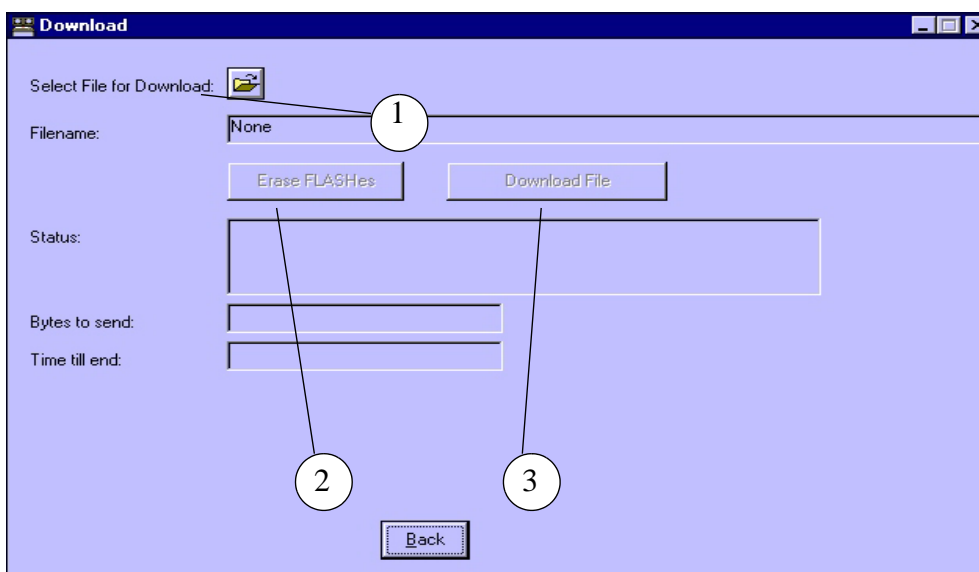 Download
Select File for Download:
1
Filename:
None
Erase FLASHes
Download File
Status:
Bytes to send:
Time till end:
2
3
Back